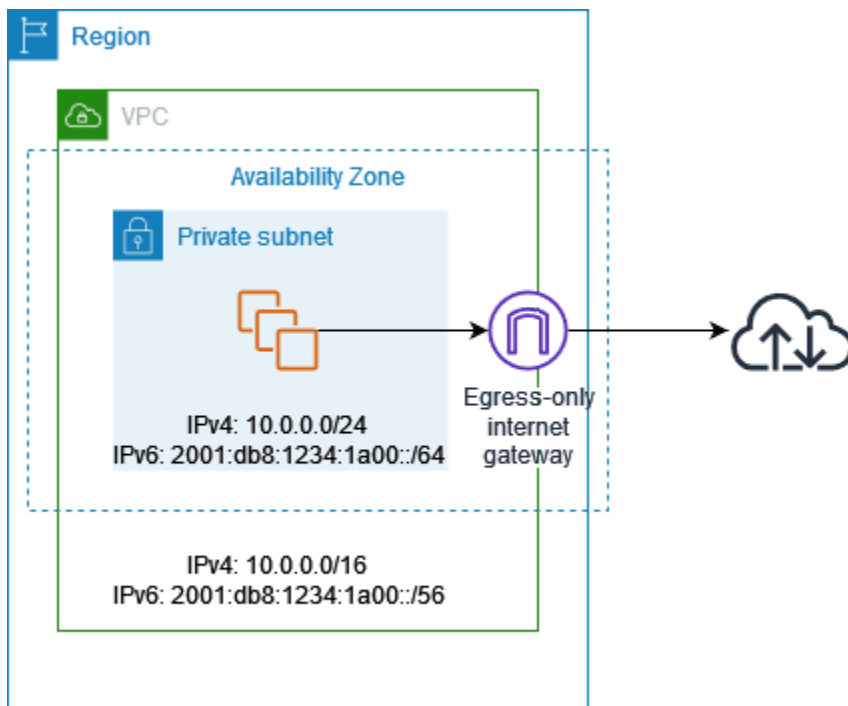 Region
VPC
Availability Zone
Private subnet
IPv4: 10.0.0.0/24
IPv6: 2001:db8:1234:1a00::/64
Egress-only
internet
gateway
IPv4: 10.0.0.0/16
IPv6: 2001:db8:1234:1a00::/56